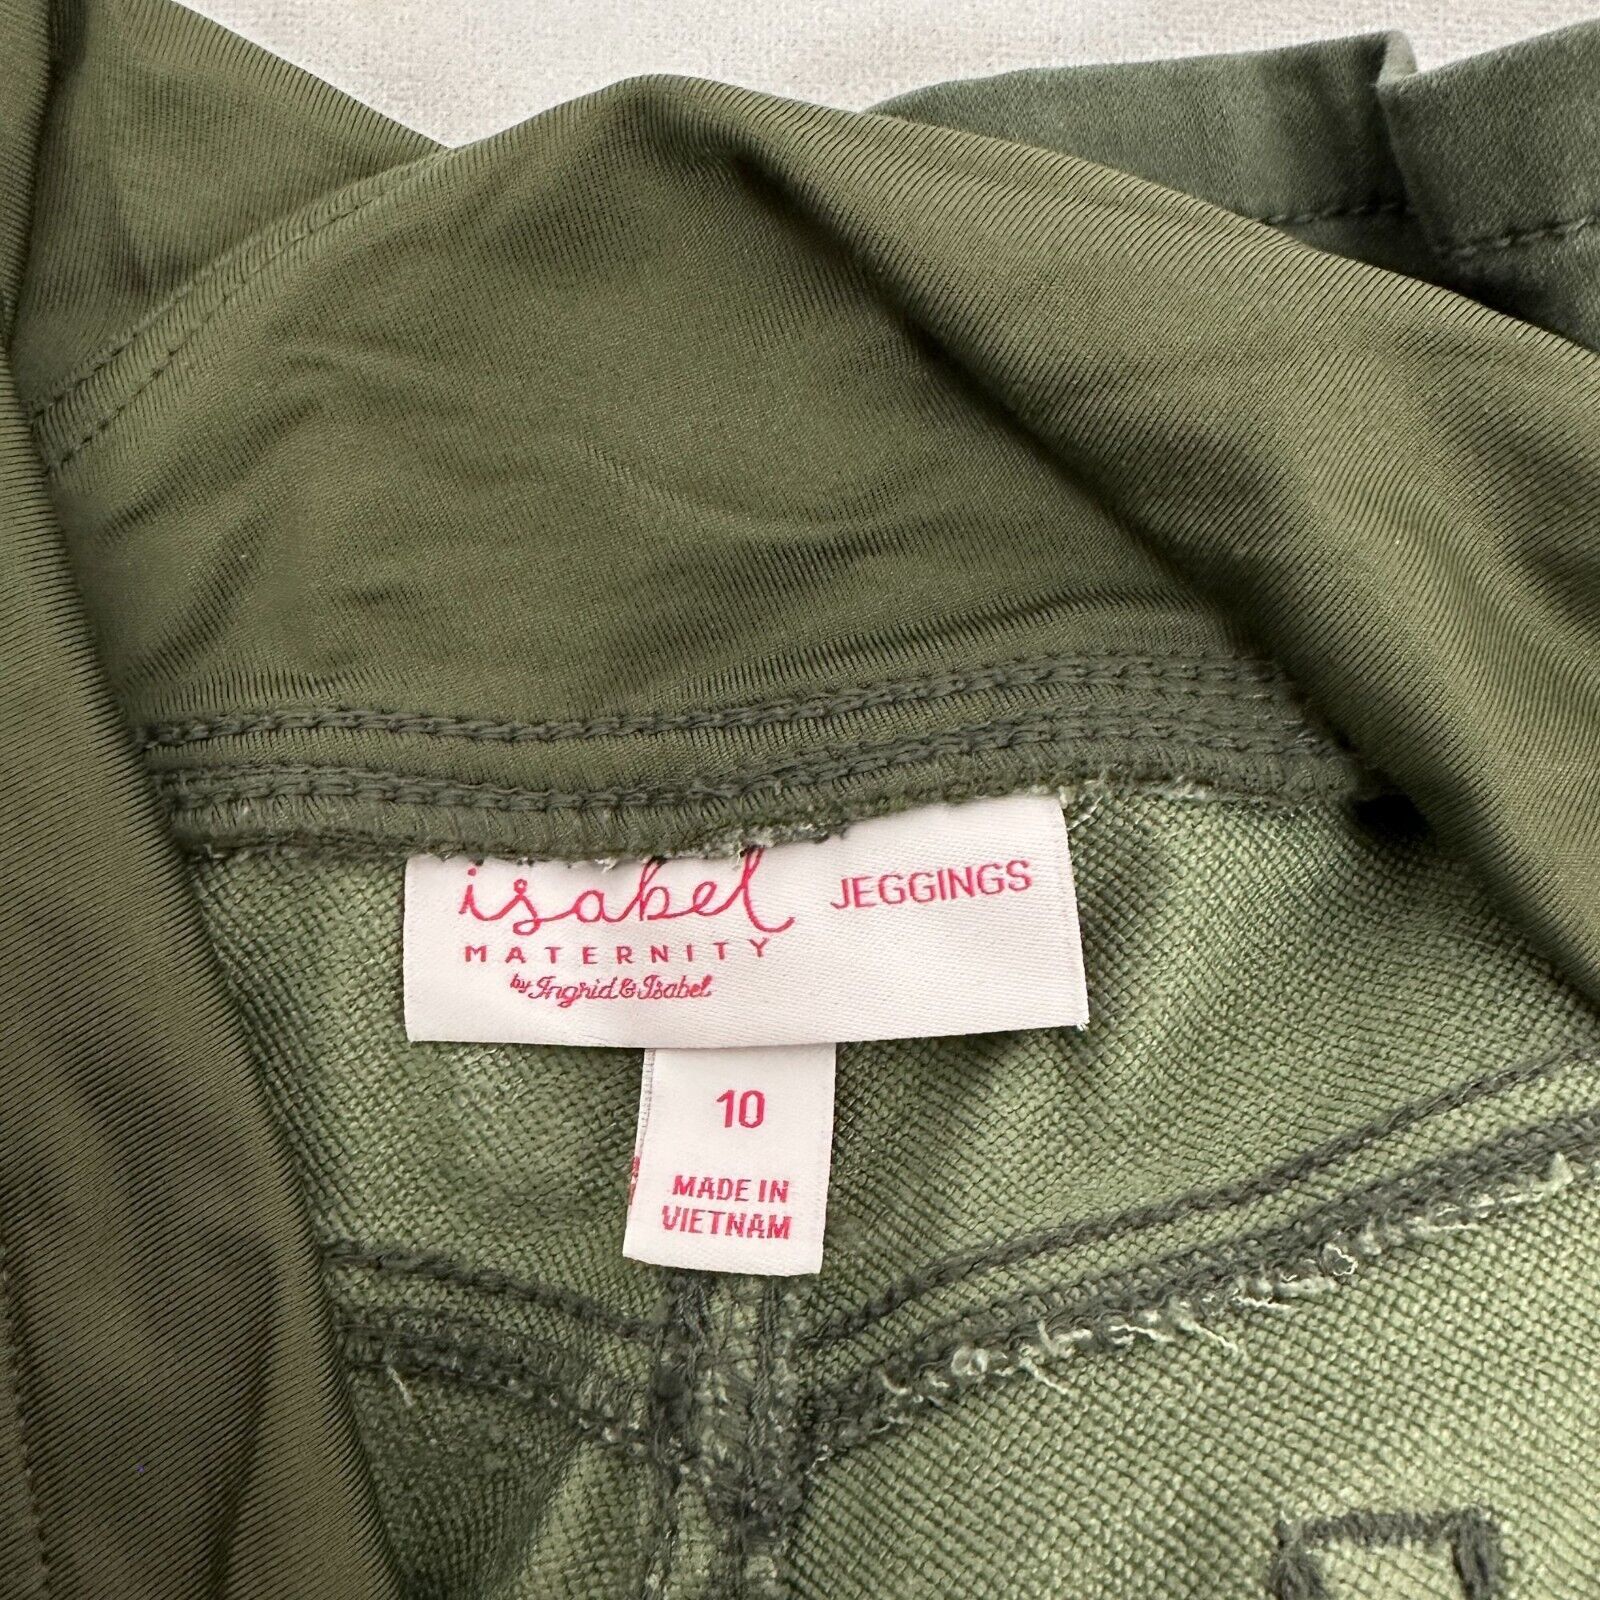 isabel JEGGINGS
MATERNITY
by Ingrid & Isabel
10
MADE IN
VIETNAM